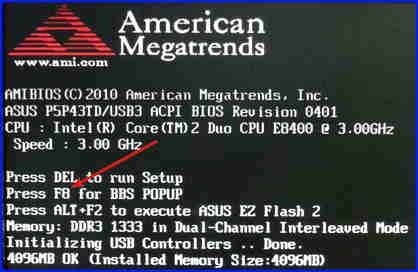 American
Megatrends
www.ami.com
AMIBIOS(C)2010 American Megatrends, Inc.
ASUS P5P43TD/USB3 ACPI BIOS Revision 0401
CPU : Intel(R) Core(TM)2 Duo CPU E8400 @ 3.00GHz
Speed : 3.00 GHz
Press DEL to run Setup
Press F8 for BBS POPUP
Press ALT+F2 to execute ASUS EZ Flash 2
Memory: DDR3 1333 in Dual-Channel Interleaved Mode
Initializing USB Controllers .. Done.
4096MB OK (Installed Memory Size:4096MB)